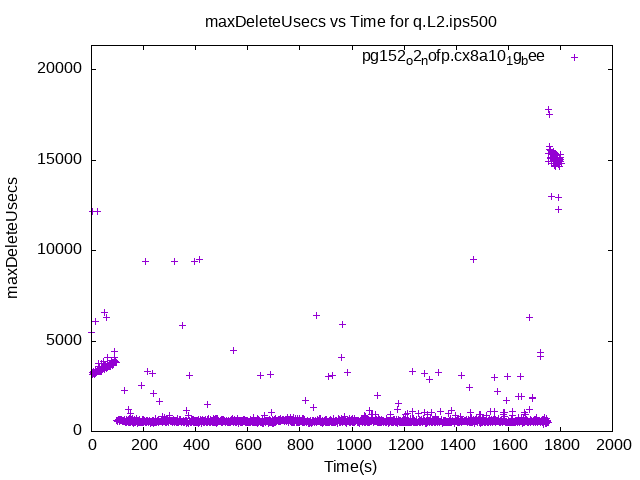 maxDeleteUsecs vs Time for q.L2.ips500
pg152_o2_nofp.cx8a10_1g_bee
20000
15000
10000
5000
0
maxDeleteUsecs
0 200 400 600 800 1000 1200 1400 1600 1800 2000
Time(s)